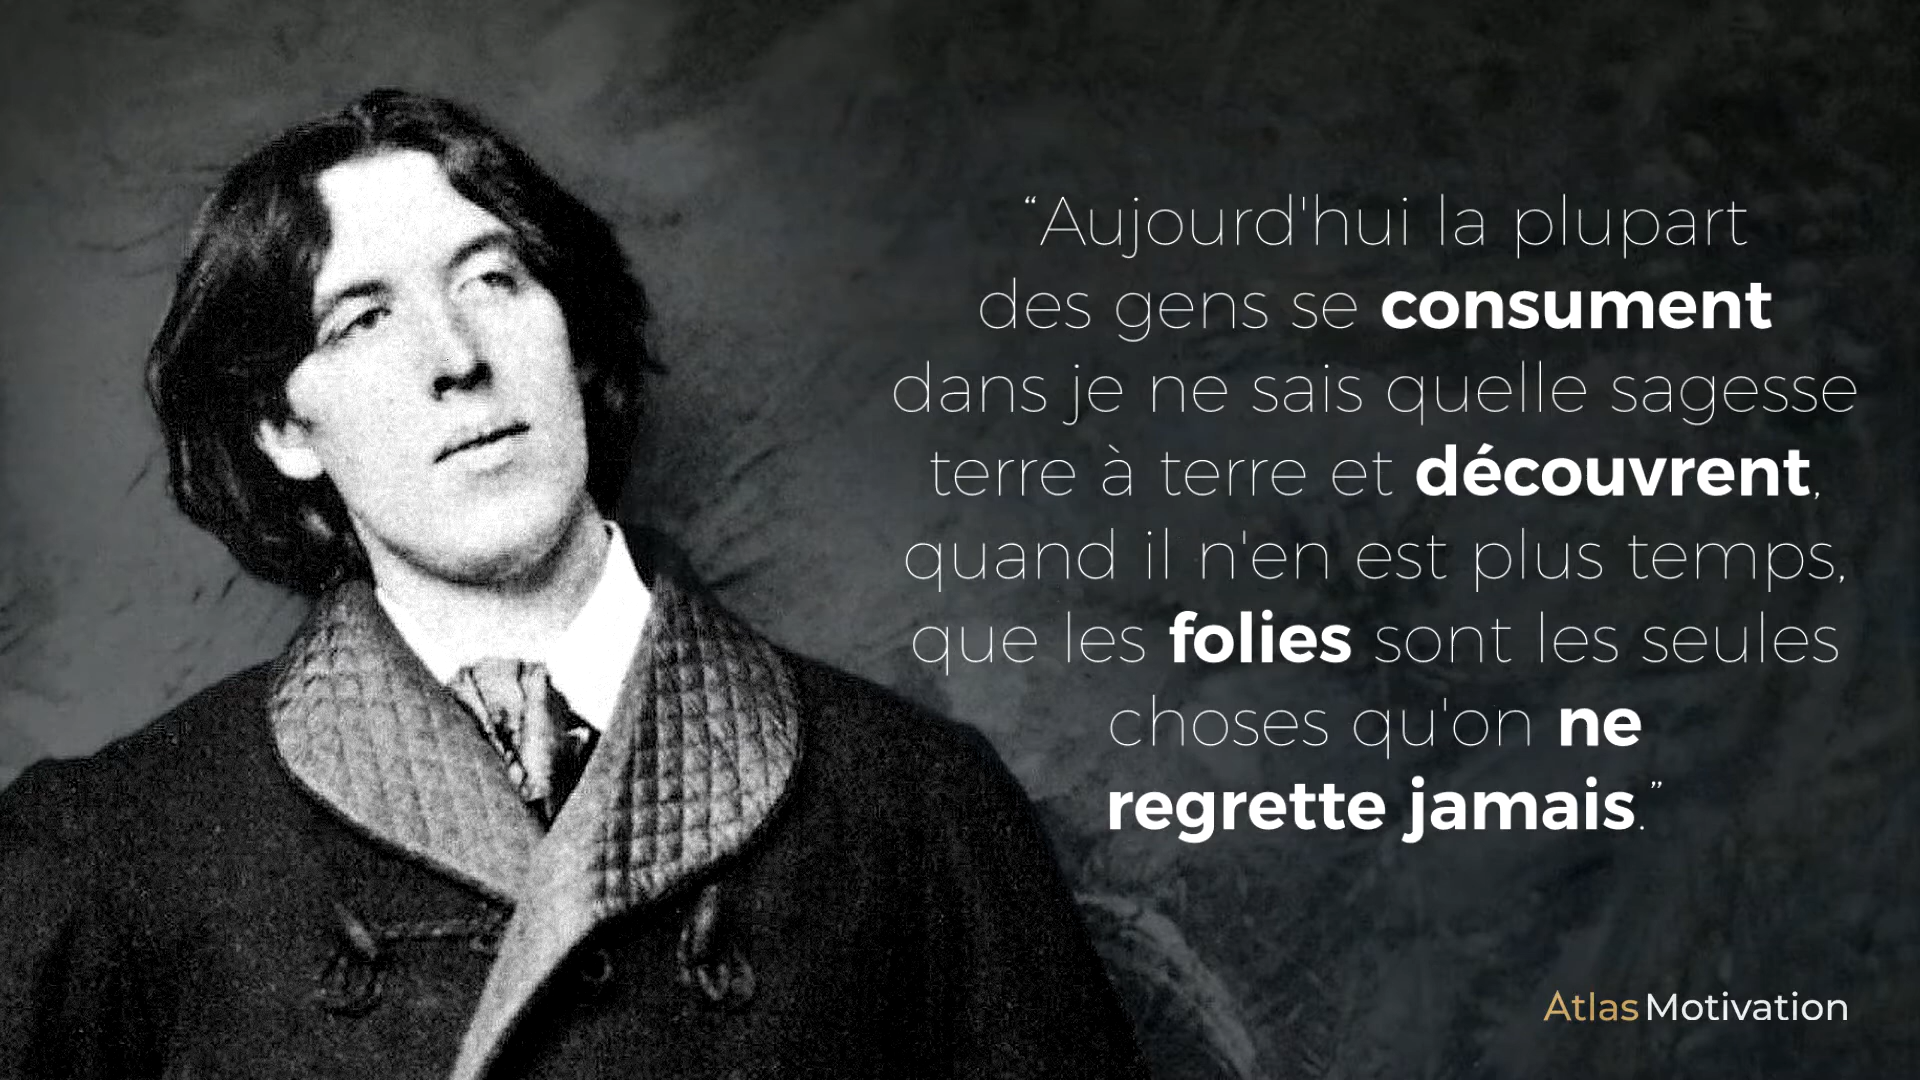 “Aujourd'hui la plupart
des gens se consument
dans je ne sais quelle sagesse
terre à terre et découvrent,
quand il n'en est plus temps,
que les folies sont les seules
choses qu'on ne
regrette jamais.”
Atlas Motivation